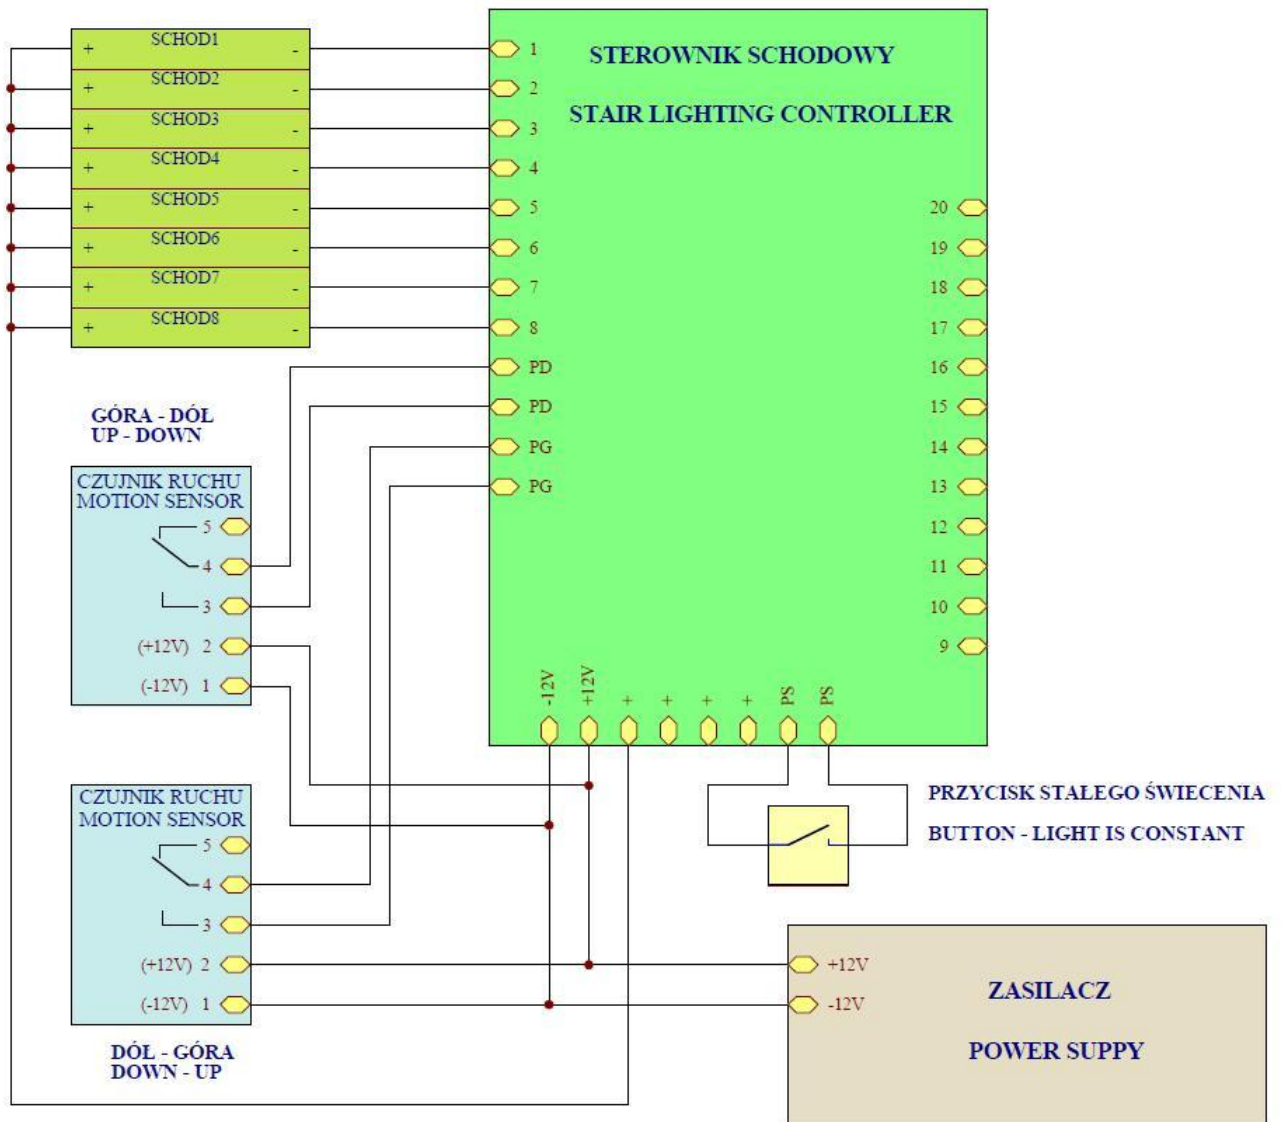 + SCHOD1 -
+ SCHOD2 -
+ SCHOD3 -
+ SCHOD4 -
+ SCHOD5 -
+ SCHOD6 -
+ SCHOD7 -
+ SCHOD8 -
STEROWNIK SCHODOWY
STAIR LIGHTING CONTROLLER
1
2
3
4
5
6
7
8
PD
PD
PG
PG
20
19
18
17
16
15
14
13
12
11
10
9
-12V +12V + + + + PS PS
GÓRA - DÓL
UP - DOWN
CZUJNIK RUCHU
MOTION SENSOR
5
4
3
(+12V) 2
(-12V) 1
CZUJNIK RUCHU
MOTION SENSOR
5
4
3
(+12V) 2
(-12V) 1
DÓL - GÓRA
DOWN - UP
PRZYCISK STAŁEGO ŚWIECENIA
BUTTON - LIGHT IS CONSTANT
+12V
-12V
ZASILACZ
POWER SUPPY